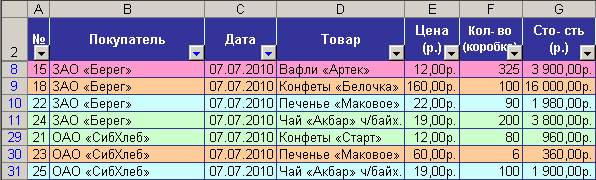 A B C D E F G
2 № Покупатель Дата Товар Цена (р.) Кол- во (коробка) Сто- сть (р.)
8 15 ЗАО «Берег» 07.07.2010 Вафли «Артек» 12,00р. 325 3 900,00р.
9 18 ЗАО «Берег» 07.07.2010 Конфеты «Белочка» 160,00р. 100 16 000,00р.
10 22 ЗАО «Берег» 07.07.2010 Печенье «Маковое» 22,00р. 90 1 980,00р.
11 24 ЗАО «Берег» 07.07.2010 Чай «Акбар» ч/байх. 19,00р. 200 3 800,00р.
29 21 ОАО «СибХлеб» 07.07.2010 Конфеты «Старт» 12,00р. 80 960,00р.
30 23 ОАО «СибХлеб» 07.07.2010 Печенье «Маковое» 60,00р. 6 360,00р.
31 25 ОАО «СибХлеб» 07.07.2010 Чай «Акбар» ч/байх. 19,00р. 100 1 900,00р.